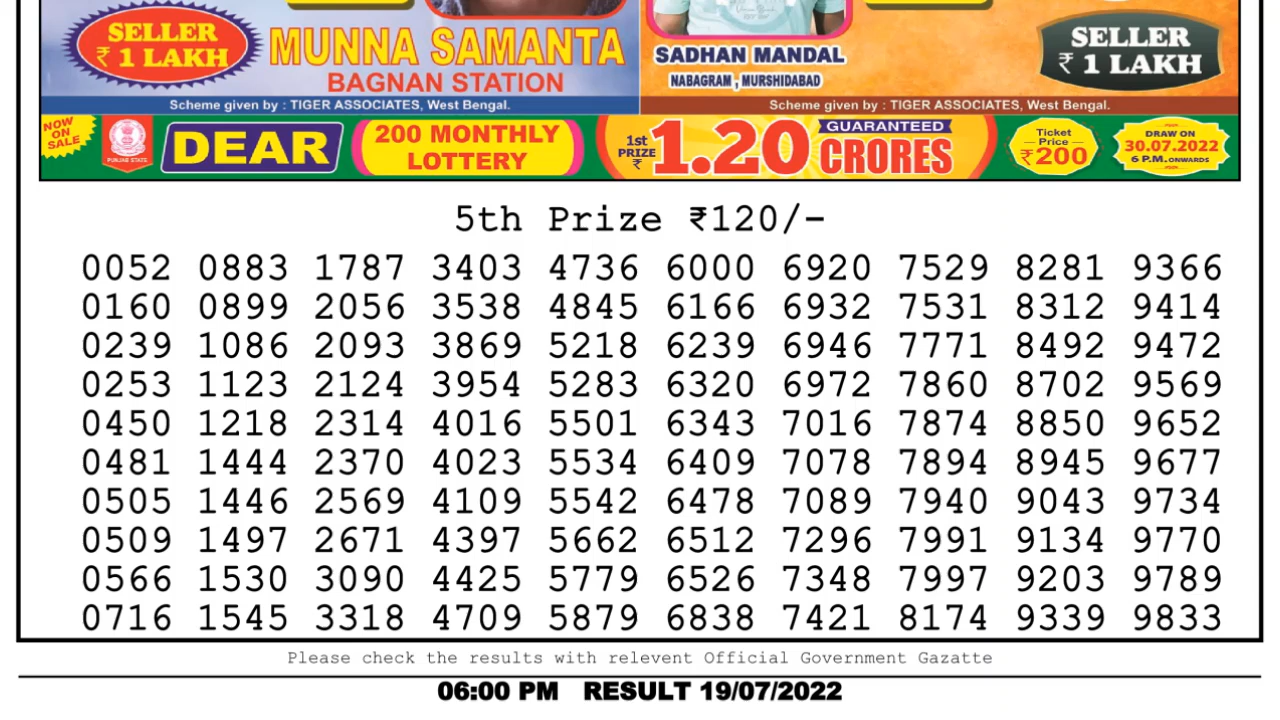 SELLER
₹ 1 LAKH
MUNNA SAMANTA
BAGNAN STATION
Scheme given by : TIGER ASSOCIATES, West Bengal.
SADHAN MANDAL
NABAGRAM , MURSHIDABAD
SELLER
₹ 1 LAKH
Scheme given by : TIGER ASSOCIATES, West Bengal.
NOW
ON
SALE
PUNJAB STATE
DEAR
200 MONTHLY
LOTTERY
1st
PRIZE
₹
1.20
GUARANTEED
CRORES
Ticket
Price
₹200
DRAW ON
30.07.2022
6 P.M. ONWARDS
5th Prize ₹120/-
0052 0883 1787 3403 4736 6000 6920 7529 8281 9366
0160 0899 2056 3538 4845 6166 6932 7531 8312 9414
0239 1086 2093 3869 5218 6239 6946 7771 8492 9472
0253 1123 2124 3954 5283 6320 6972 7860 8702 9569
0450 1218 2314 4016 5501 6343 7016 7874 8850 9652
0481 1444 2370 4023 5534 6409 7078 7894 8945 9677
0505 1446 2569 4109 5542 6478 7089 7940 9043 9734
0509 1497 2671 4397 5662 6512 7296 7991 9134 9770
0566 1530 3090 4425 5779 6526 7348 7997 9203 9789
0716 1545 3318 4709 5879 6838 7421 8174 9339 9833
Please check the results with relevent Official Government Gazatte
06:00 PM RESULT 19/07/2022